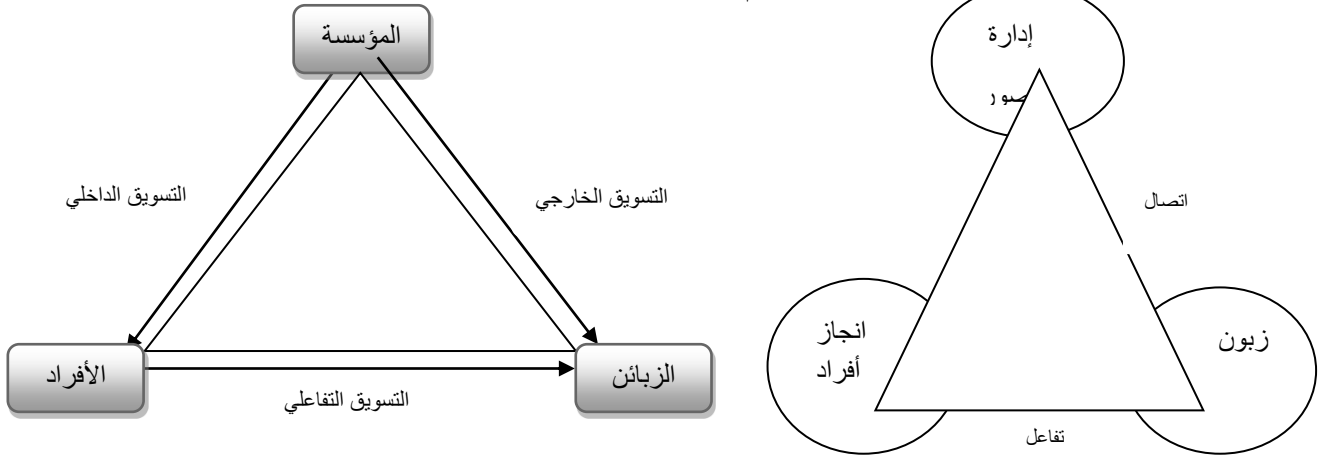 المؤسسة
التسويق الداخلي
التسويق الخارجي
الأفراد
الزبائن
التسويق التفاعلي
إدارة
اتصال
انجاز
أفراد
زبون
تفاعل